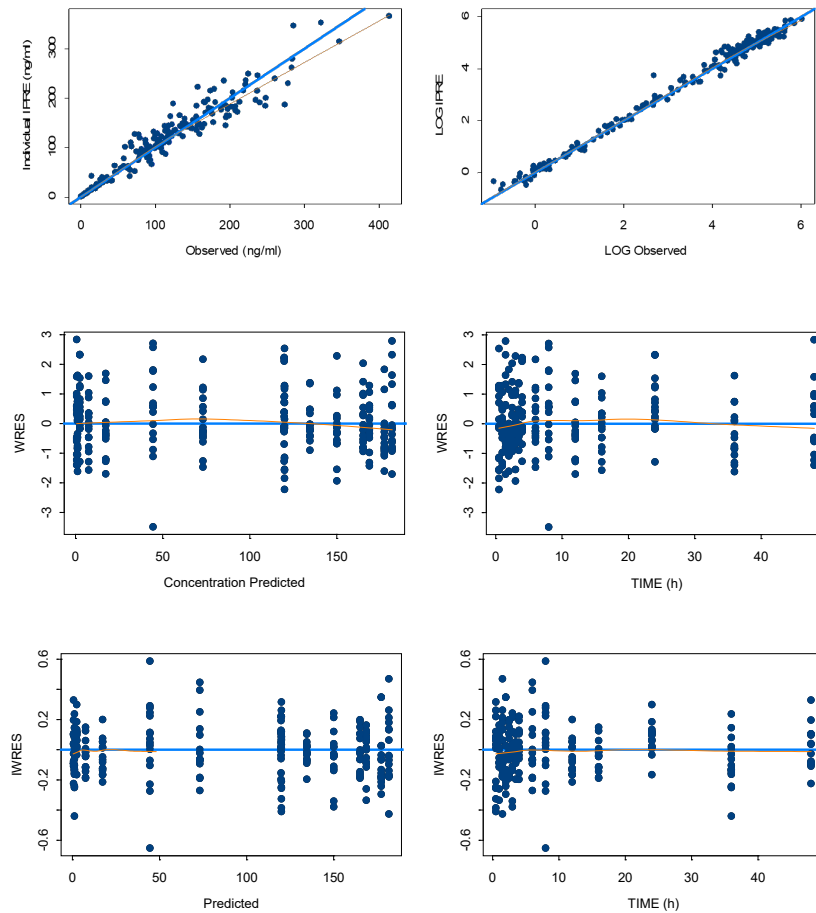 Individual IPRE (ng/ml)
300
200
100
0
0 100 200 300 400
Observed (ng/ml)
LOG IPRE
6
4
2
0
0 2 4 6
LOG Observed
WRES
3
2
1
0
-1
-3
0 50 100 150
Concentration Predicted
WRES
3
2
1
0
-1
-3
0 10 20 30 40
TIME (h)
IWRES
0.6
0.2
-0.2
-0.6
0 50 100 150
Predicted
IWRES
0.6
0.2
-0.2
-0.6
0 10 20 30 40
TIME (h)